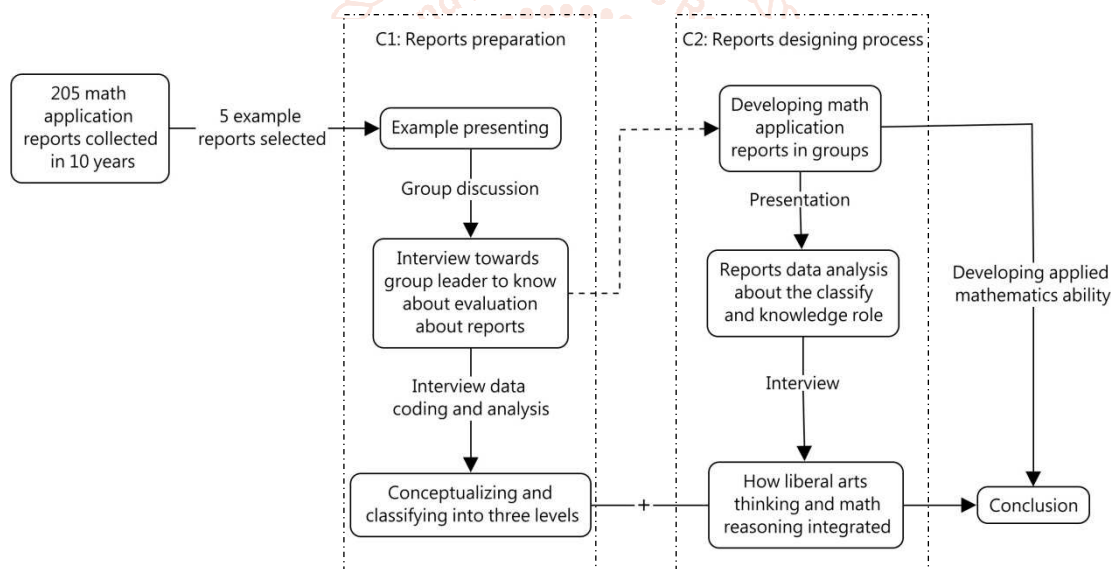 C1: Reports preparation
C2: Reports designing process
205 math
application
reports collected
in 10 years
5 example
reports selected
Example presenting
Group discussion
Interview towards
group leader to know
about evaluation
about reports
Interview data
coding and analysis
Conceptualizing and
classifying into three levels
+
Developing math
application
reports in groups
Presentation
Reports data analysis
about the classify
and knowledge role
Interview
How liberal arts
thinking and math
reasoning integrated
Developing applied
mathematics ability
Conclusion